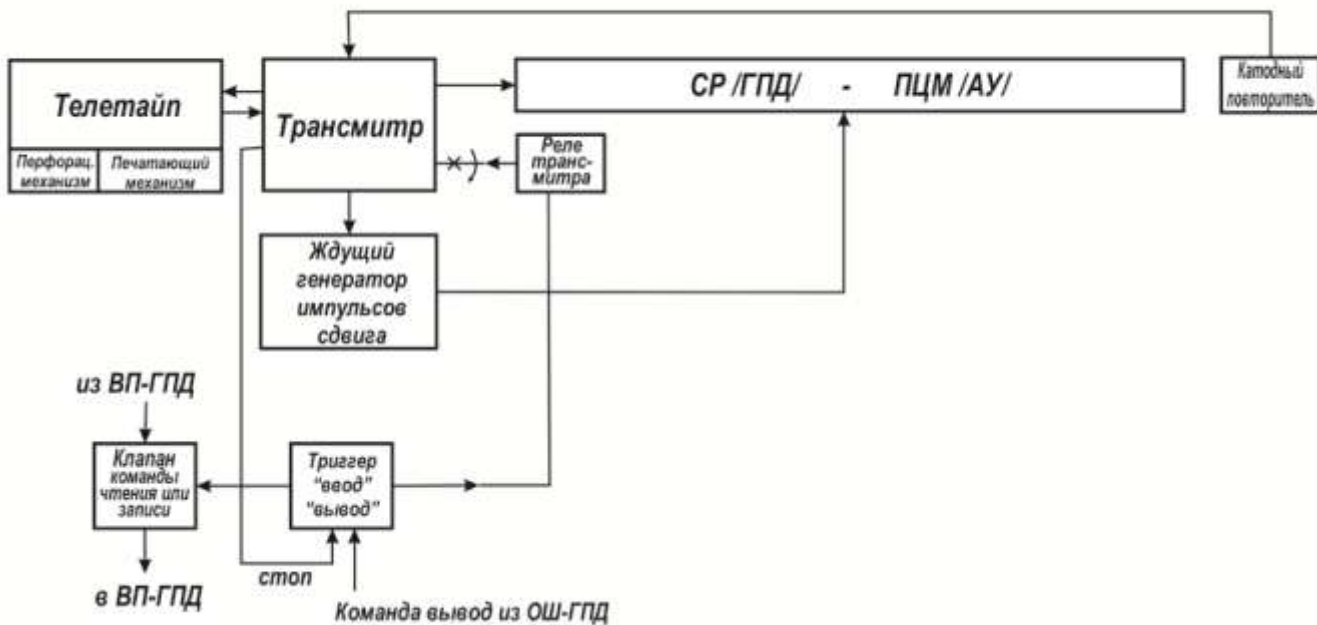 Телетайп
Перфорац.
механизм
Печатающий
механизм
Трансмитр
СР /ГПД/ - ПЦМ /АУ/
Катодный
повторитель
Реле
транс-
митра
Ждущий
генератор
импульсов
сдвига
из ВП-ГПД
Клапан
команды
чтения или
записи
в ВП-ГПД
Триггер
"ввод"
"вывод"
стоп
Команда вывод из ОШ-ГПД